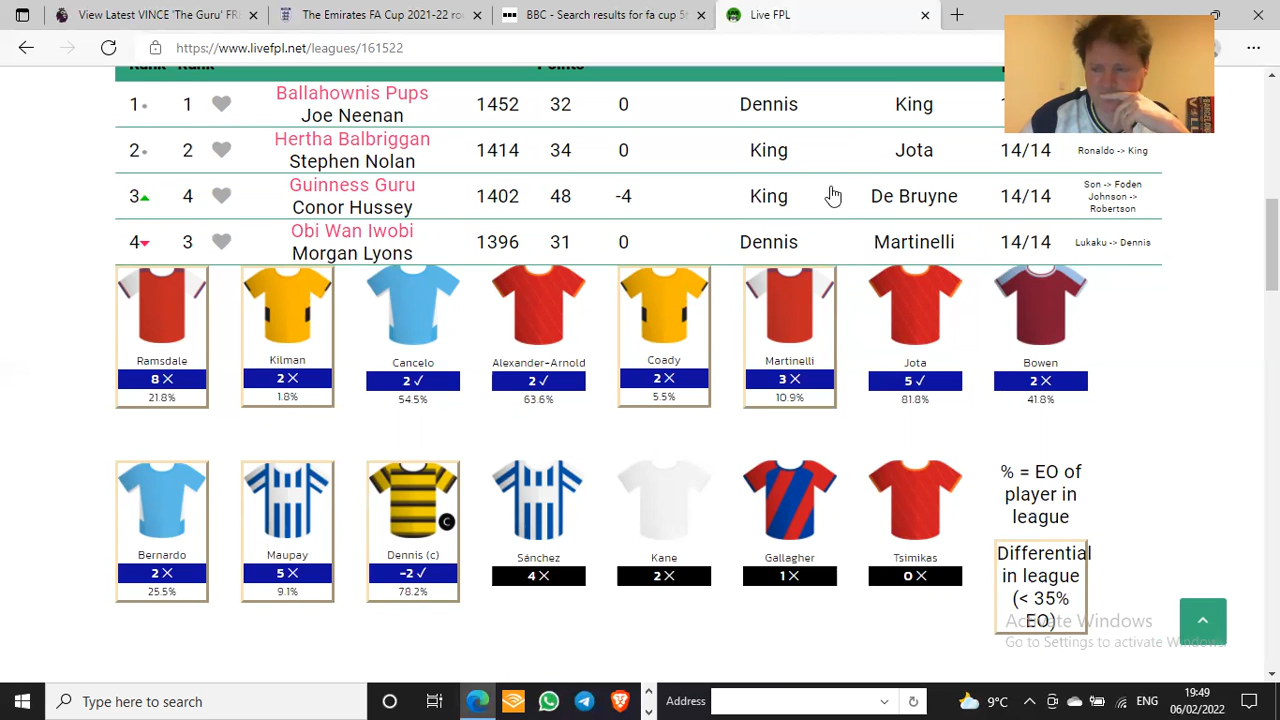 View Latest VINCE 'The Guru' FR
The Emirates FA Cup 2021-22 ro
BBC - Search results for fa cup 5
Live FPL
https://www.livefpl.net/leagues/161522
Rank Rank Points
1 1 Ballahownis Pups 1452 32 0 Dennis King
Joe Neenan
2 2 Hertha Balbriggan 1414 34 0 King Jota 14/14 Ronaldo -> King
Stephen Nolan
3 4 Guinness Guru 1402 48 -4 King De Bruyne 14/14 Son -> Foden
Conor Hussey Johnson ->
Robertson
4 3 Obi Wan Iwobi 1396 31 0 Dennis Martinelli 14/14 Lukaku -> Dennis
Morgan Lyons
Ramsdale Kilman Cancelo Alexander-Arnold Coady Martinelli Jota Bowen
8 ✕ 2 ✕ 2 ✓ 2 ✓ 2 ✕ 3 ✕ 5 ✓ 2 ✕
21.8% 1.8% 54.5% 63.6% 5.5% 10.9% 81.8% 41.8%
% = EO of
player in
league
C
Bernardo Maupay Dennis (c) Sánchez Kane Gallagher Tsimikas
2 ✕ 5 ✕ -2 ✓ 4 ✕ 2 ✕ 1 ✕ 0 ✕
25.5% 9.1% 78.2%
Differential
in league
(< 35%
EO)
Activate Windows
Go to Settings to activate Windows.
Type here to search
Address
9°C
ENG
19:49
06/02/2022